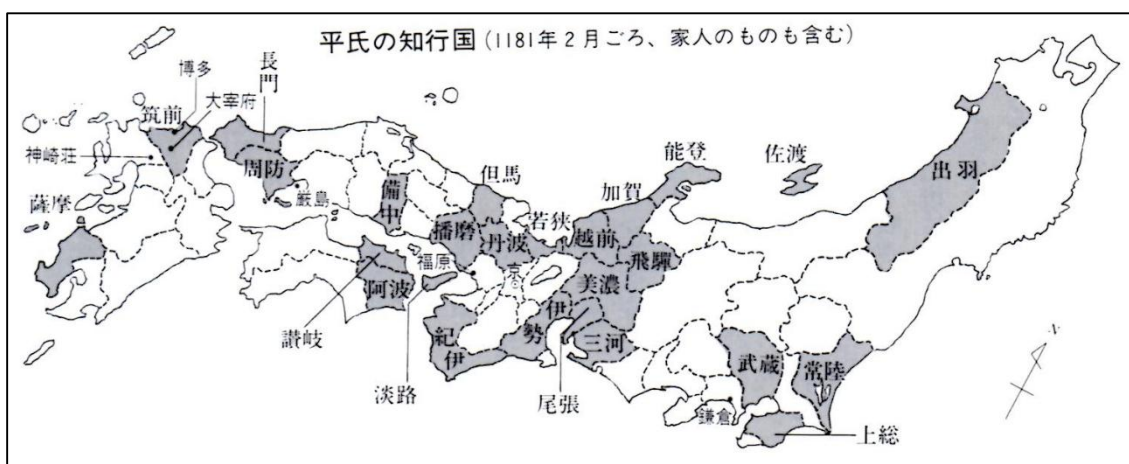 平氏の知行国 (1181年2月ごろ、家人のものも含む)
長門
博多
大宰府
筑前
神崎荘
周防
厳島
薩摩
備中
但馬
播磨
丹波
若狭
福原
京
讃岐
阿波
淡路
紀伊
伊勢
越前
加賀
能登
佐渡
飛驒
美濃
三河
尾張
出羽
武蔵
常陸
鎌倉
上総